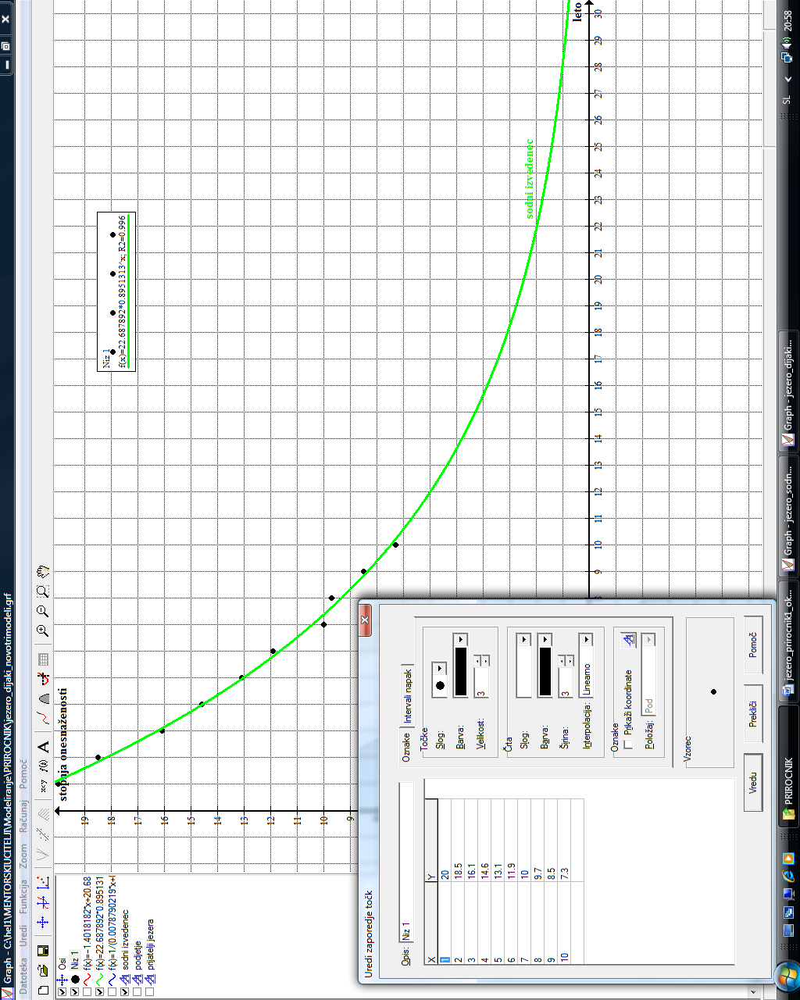 Graph - C:\hel1\MENTORSKIUCITELJI\Modeliranje\PRIROCNIK\jezero_dijaki_novotrimodeli.grf
Datoteka Uredi Funkcija Zoom Računaj Pomoč
Osi
Niz 1
f(x)=-1.4018182*x+20.68
f(x)=22.687892*0.895131
f(x)=1/(0.0078790219*x+
sodni izvedenec
podjetje
prijatelji jezera
stopnja onesnaženosti
19
18
17
16
15
14
13
12
11
10
9
Niz 1
f(x)=22.687892*0.8951313^x; R2=0.996
sodni izvedenec
9 10 11 12 13 14 15 16 17 18 19 20 21 22 23 24 25 26 27 28 29 30
leto
Uredi zaporedje točk
Opis: Niz 1
X Y
1 20
2 18.5
3 16.1
4 14.6
5 13.1
6 11.9
7 10
8 9.7
9 8.5
10 7.3
Oznake Intervali napak
Točke
Slog:
Barva:
Velikost: 3
Črta
Slog:
Barva:
Širina: 3
Interpolacija: Linearno
Oznake
Prikaži koordinate
Položaj: Pod
Vzorec
Vredu Prekliči Pomoč
PRIROCNIK
jezero_prirocnik1_ok...
Graph - jezero_sodn...
Graph - jezero_dijaki...
SL
20:58